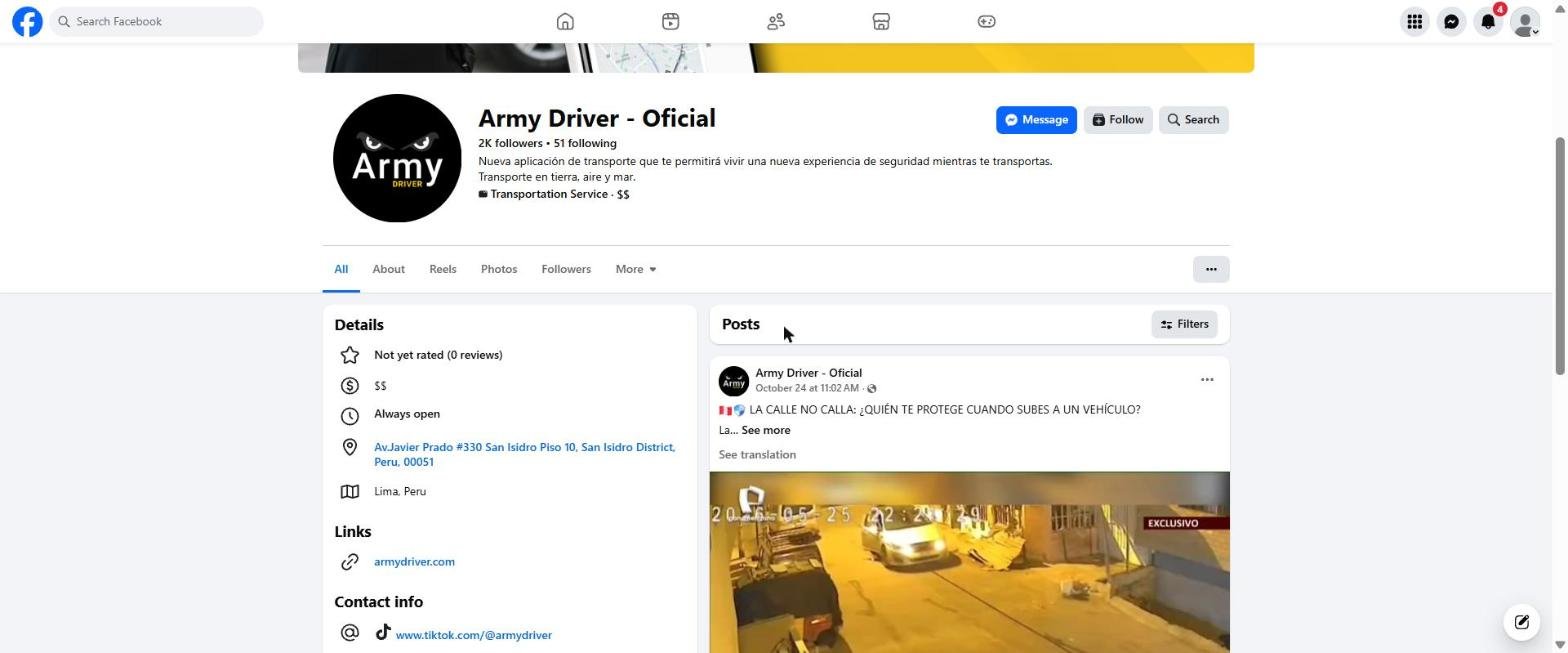 Search Facebook
4
Army Driver - Oficial
2K followers • 51 following
Nueva aplicación de transporte que te permitirá vivir una nueva experiencia de seguridad mientras te transportas.
Transporte en tierra, aire y mar.
Transportation Service · $$
Message
Follow
Search
Army
DRIVER
All
About
Reels
Photos
Followers
More
Details
Not yet rated (0 reviews)
$$
Always open
Av.Javier Prado #330 San Isidro Piso 10, San Isidro District,
Peru, 00051
Lima, Peru
Links
armydriver.com
Contact info
www.tiktok.com/@armydriver
Posts
Filters
Army Driver - Oficial
October 24 at 11:02 AM
LA CALLE NO CALLA: ¿QUIÉN TE PROTEGE CUANDO SUBES A UN VEHÍCULO?
La... See more
See translation
EXCLUSIVO